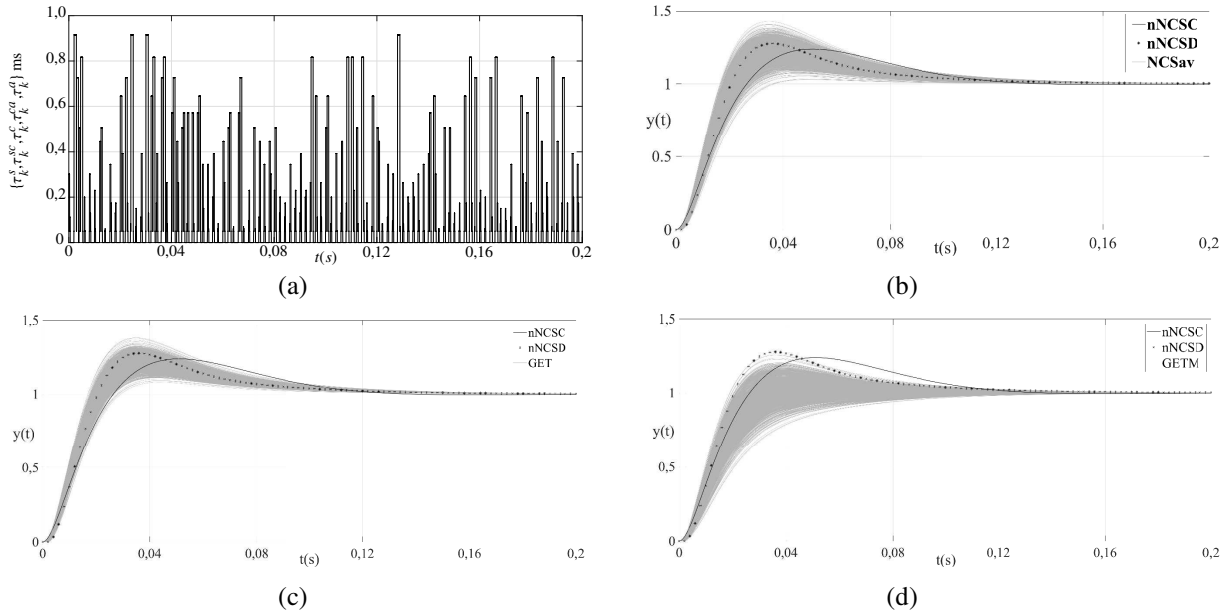 1,0
0,8
0,6
0,4
0,2
0
{τ_k^s, τ_k^sc, τ_k^c, τ_k^ca, τ_k^a} ms
0 0,04 0,08 0,12 0,16 0,2
t(s)
(a)
1.5
1
0.5
0
y(t)
nNCSC
nNCSD
NCSav
0 0,04 0,08 0,12 0,16 0,2
t(s)
(b)
1,5
1
0,5
0
y(t)
nNCSC
nNCSD
GET
0 0,04 0,08 0,12 0,16 0,2
t(s)
(c)
1,5
1
0,5
0
y(t)
nNCSC
nNCSD
GETM
0 0,04 0,08 0,12 0,16 0,2
t(s)
(d)